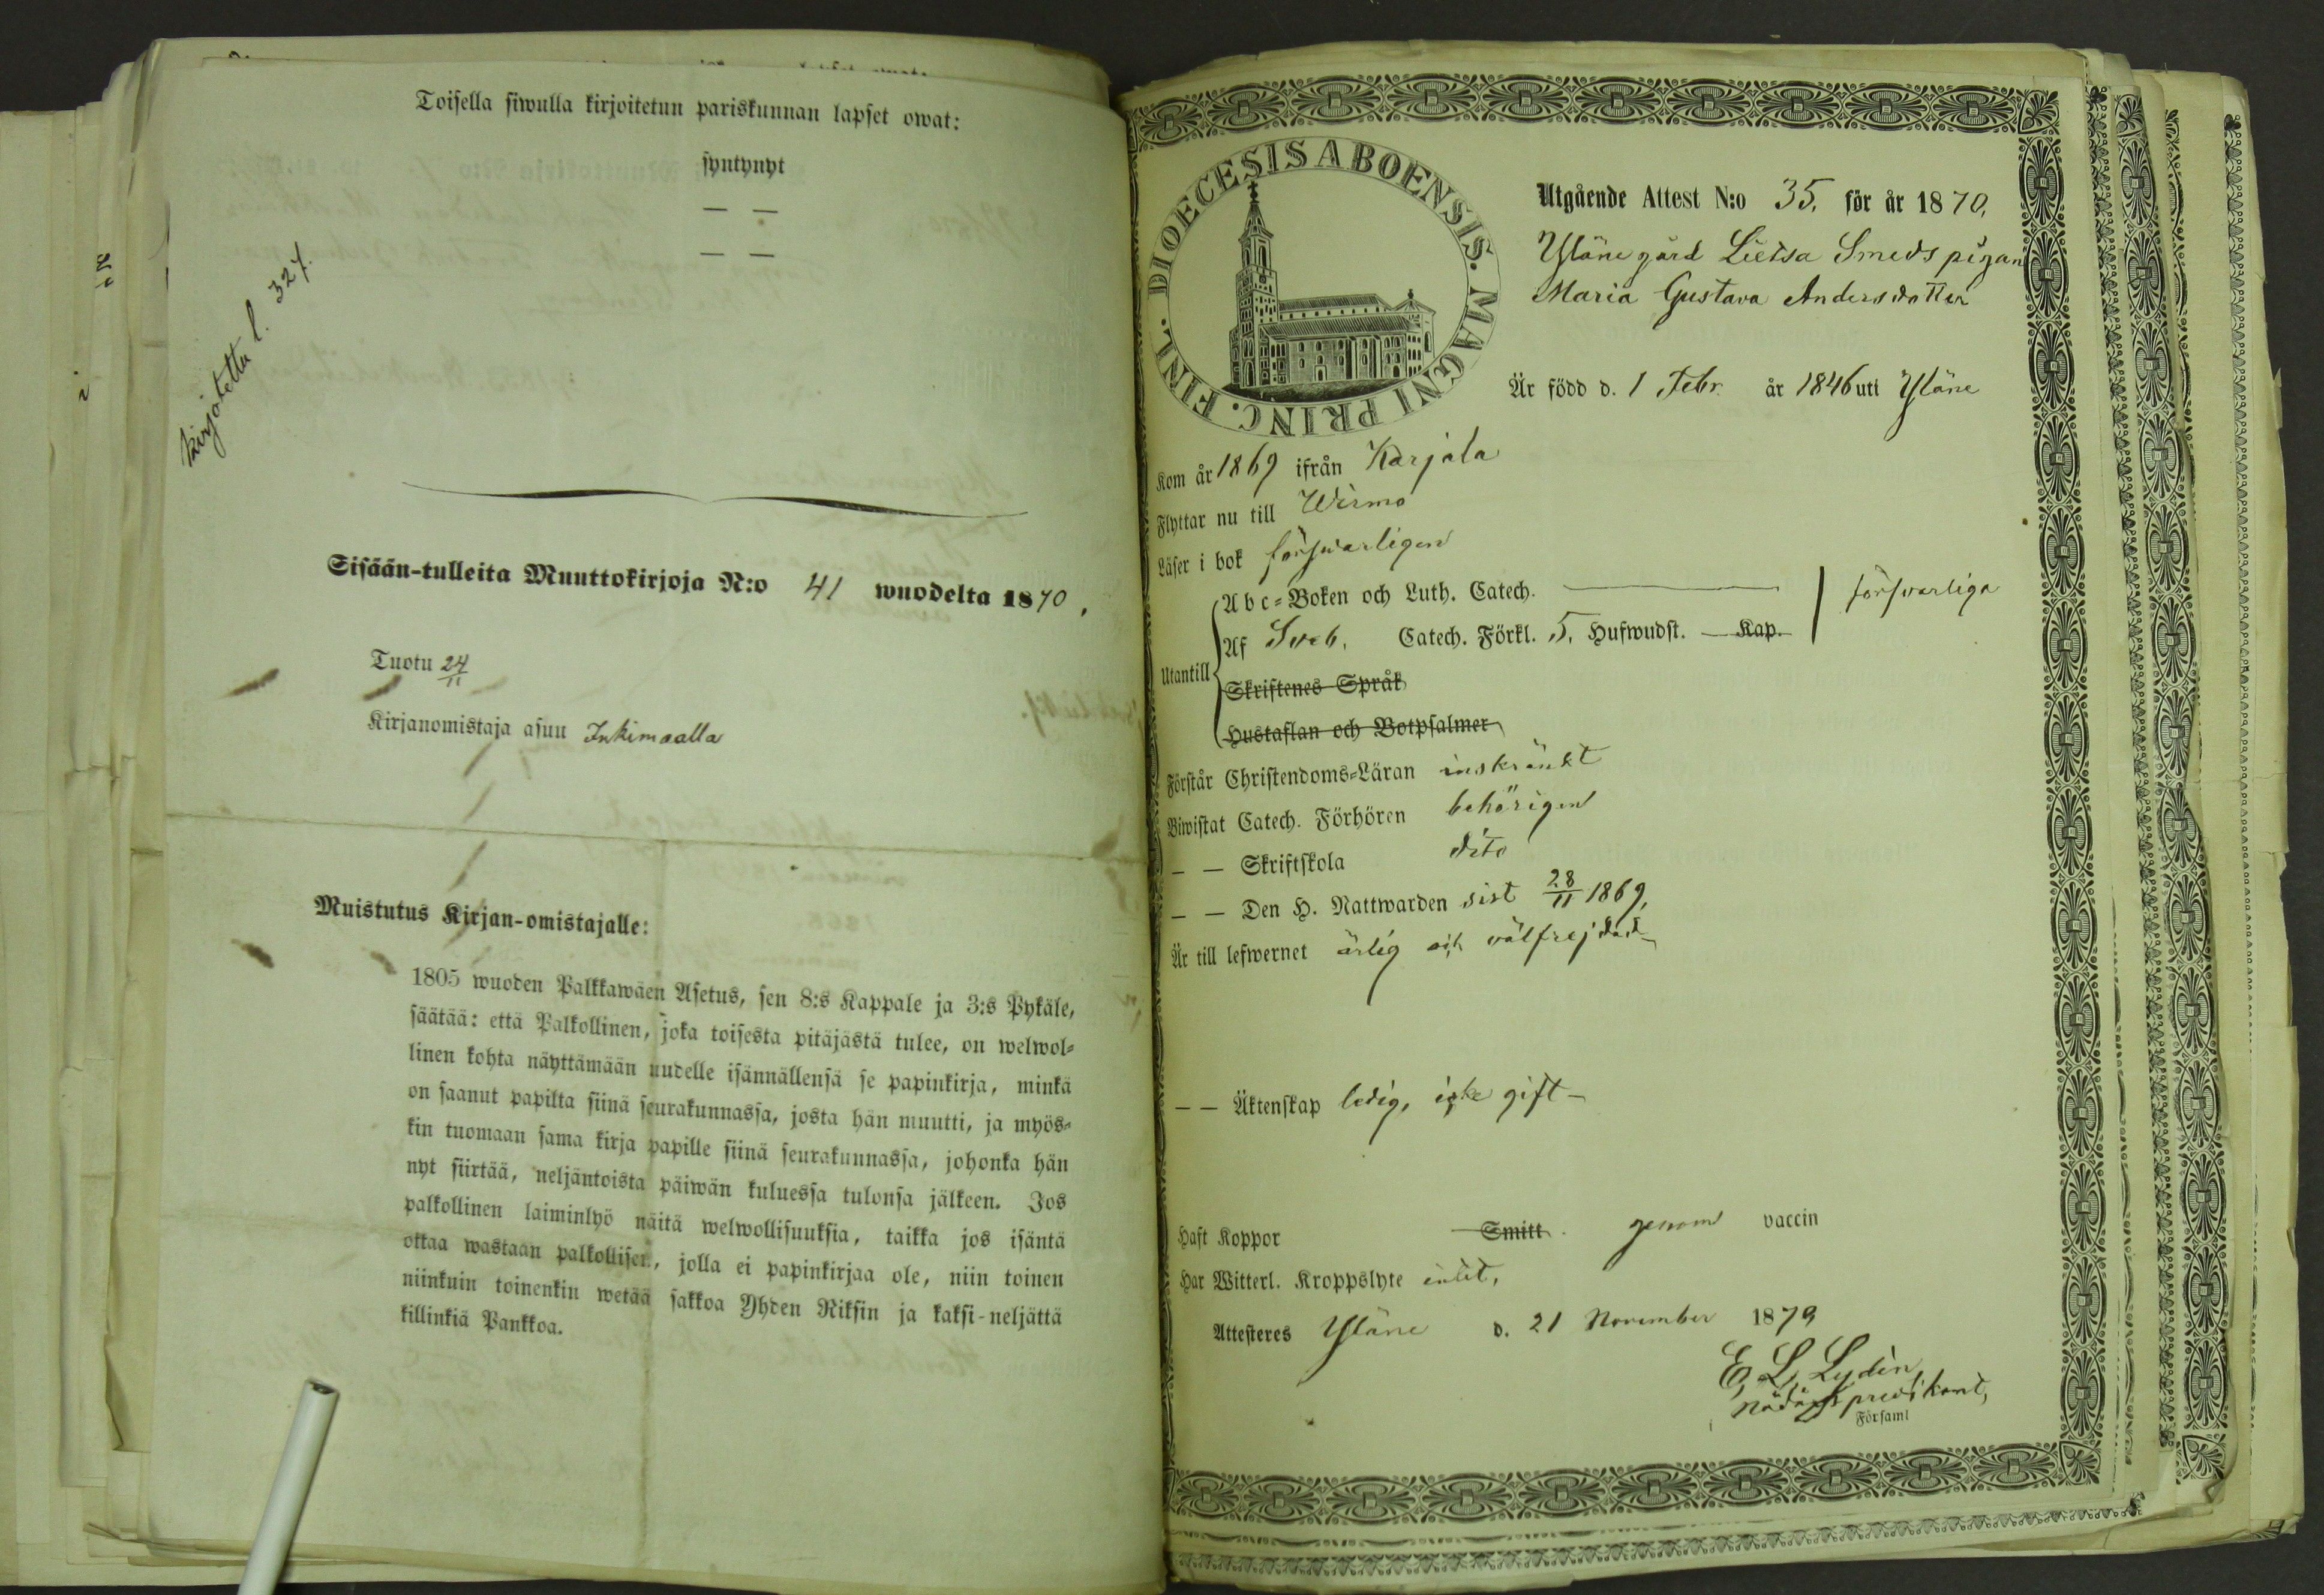 Toisella siwulla kirjoitetun pariskunnan lapset owat:
syntynyt
— —
— —
kirjotettu l. 324.
Sisään-tulleita Muuttokirjoja N:o 41 wuodelta 1870,
Tuotu 24/11
Kirjanomistaja asuu Inkimaalla
Muistutus Kirjan-omistajalle:
1805 wuoden Palkkawäen Asetus, sen 8:s Kappale ja 3:s Pykäle,
säätää: että Palkollinen, joka toisesta pitäjästä tulee, on welwol-
linen kohta näyttämään uudelle isännällensä se papinkirja, minkä
on saanut papilta siinä seurakunnassa, josta hän muutti, ja myös-
kin tuomaan sama kirja papille siinä seurakunnassa, johonka hän
nyt siirtää, neljäntoista päiwän kuluessa tulonsa jälkeen. Jos
palkollinen laiminlyö näitä welwollisuuksia, taikka jos isäntä
ottaa wastaan palkollisen, jolla ei papinkirjaa ole, niin toinen
niinkuin toinenkin wetää sakkoa Yhden Riksin ja kaksi-neljättä
killinkiä Pankkoa.
DIOECESIS ABOENSIS. MAGNI PRINC. FINL.
Utgående Attest N:o 35. för år 1870.
Yläne gård Lietsa Smeds pigan
Maria Gustava Andersdotter
Är född d. 1 Febr. år 1846 uti Yläne
Kom år 1869 ifrån Karjala
Flyttar nu till Wirmo
Läser i bok försvarligen
Utantill
Abc-Boken och Luth. Catech. — försvarliga
Af Sveb. Catech. Förkl. 5. Hufwudst. Kap.
Skriftenes Språk
Hustaflan och Botpsalmer
Förstår Christendoms-Läran inskränkt
Biwistat Catech. Förhören behörigen
— — Skriftskola dito
— — Den H. Nattwarden sist 28/11 1869,
Är till lefwernet ärlig och välfrejdad
— — Äktenskap ledig, icke gift —
Haft Koppor Smitt. genom vaccin
Har Witterl. Kroppslyte intet,
Attesteres Yläne d. 21 November 1870
E L Lydén
nådårs predikant,
Församl